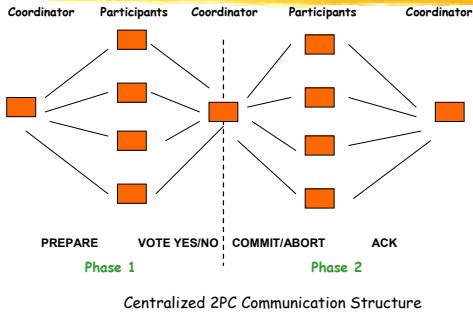 Coordinator Participants Coordinator Participants Coordinator
PREPARE VOTE YES/NO COMMIT/ABORT ACK
Phase 1 Phase 2
Centralized 2PC Communication Structure